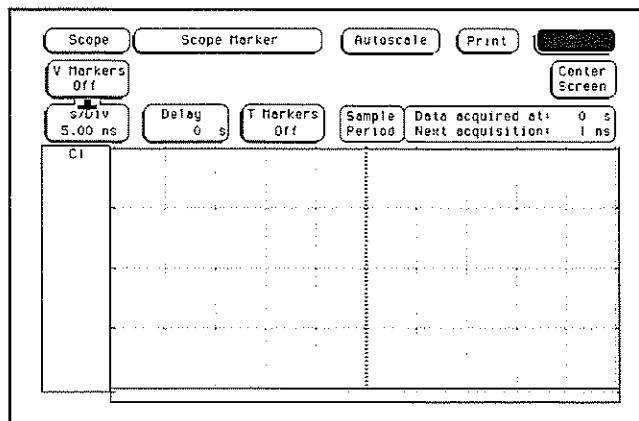 Scope Scope Marker Autoscale Print
V Markers Center
Off Screen
s/Div Delay T Markers Sample Data acquired at: 0 s
5.00 ns 0 s Off Period Next acquisition: 1 ns
C1